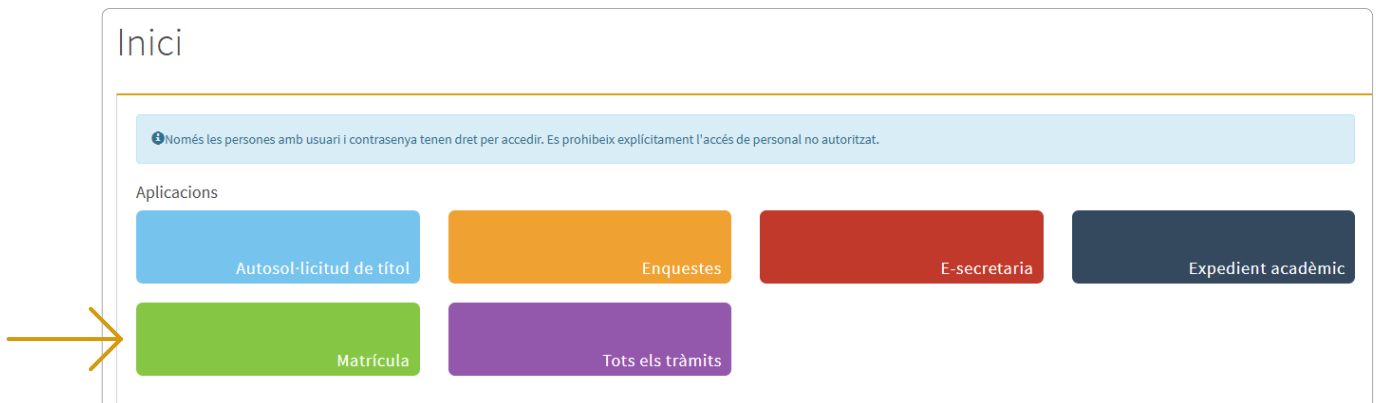 Inici
Només les persones amb usuari i contrasenya tenen dret per accedir. Es prohibeix explícitament l'accés de personal no autoritzat.
Aplicacions
Autosol·licitud de títol
Enquestes
E-secretaria
Expedient acadèmic
Matrícula
Tots els tràmits